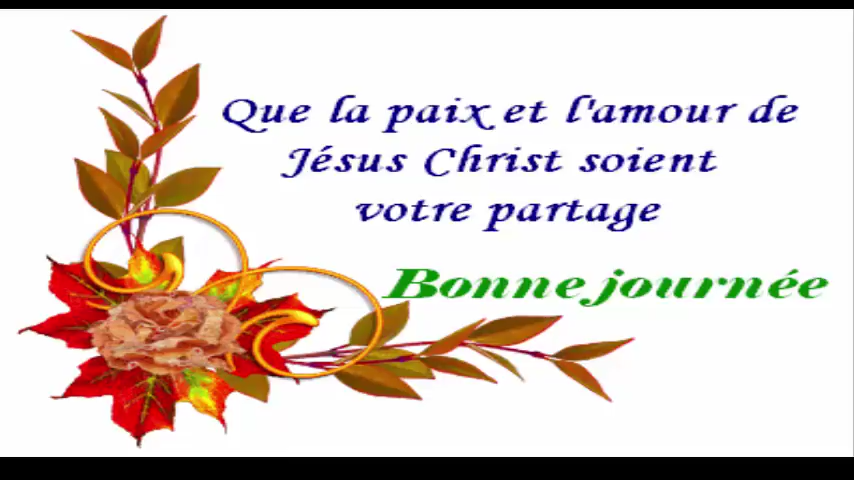 Que la paix et l'amour de
Jésus Christ soient
votre partage
Bonne journée